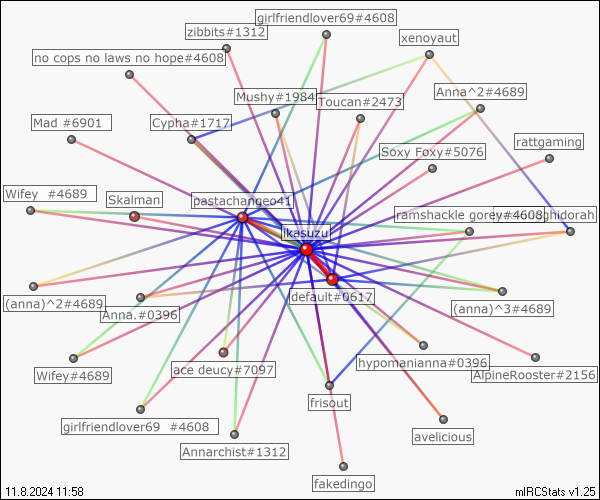 girlfriendlover69#4608
zibbits#1312
xenoyaut
no cops no laws no hope#4608
Anna^2#4689
Mushy#1984
Toucan#2473
Mad #6901
Cypha#1717
rattgaming
Soxy Foxy#5076
Wifey #4689
Skalman
pastachangeo41
ramshackle gorey#4608
ghidorah
ikasuzu
default#0617
(anna)^2#4689
Anna.#0396
(anna)^3#4689
ace deucy#7097
hypomanianna#0396
Wifey#4689
AlpineRooster#2156
frisout
girlfriendlover69 #4608
avelicious
Annarchist#1312
fakedingo
11.8.2024 11:58
mIRCStats v1.25